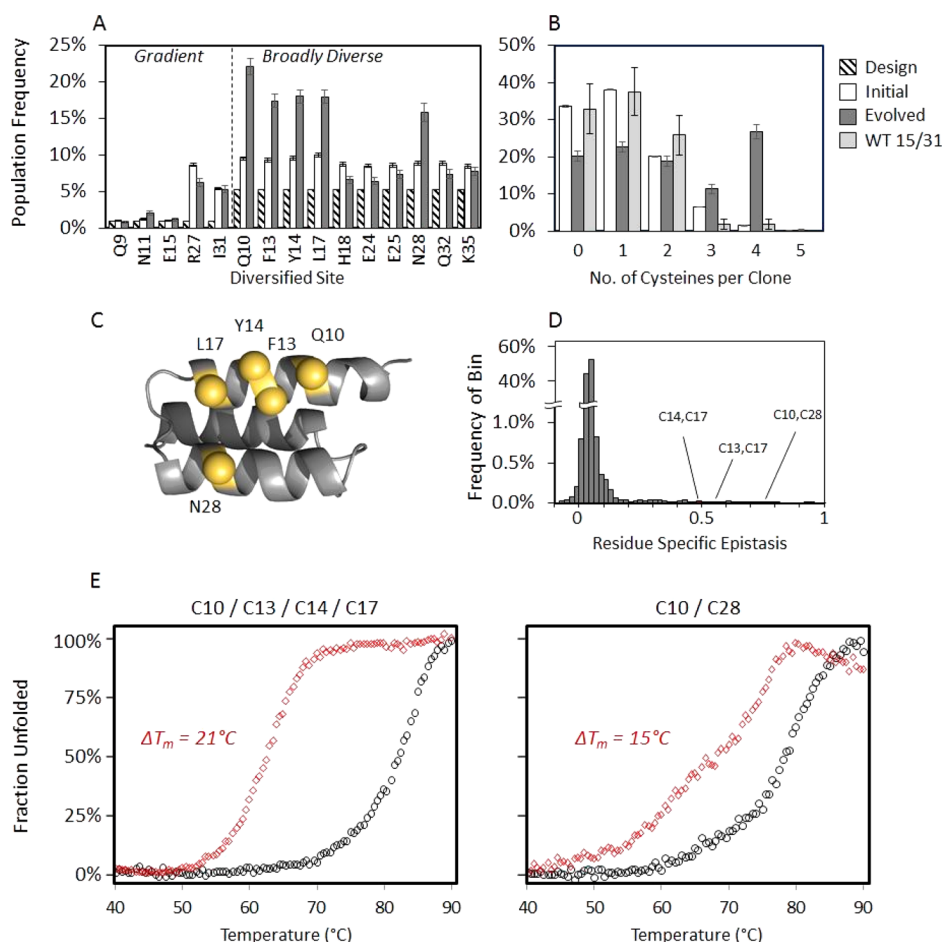 A
Population Frequency
25%
20%
15%
10%
5%
0%
Gradient
Broadly Diverse
Q9
N11
E15
R27
I31
Q10
F13
Y14
L17
H18
E24
E25
N28
Q32
K35
Diversified Site
B
50%
40%
30%
20%
10%
0%
0 1 2 3 4 5
No. of Cysteines per Clone
Design
Initial
Evolved
WT 15/31
C
Y14
L17
F13
Q10
N28
D
Frequency of Bin
60%
40%
1.0%
0.5%
0.0%
C10,C28
C14,C17
C13,C17
0 0.5 1
Residue Specific Epistasis
E
C10 / C13 / C14 / C17
Fraction Unfolded
100%
75%
50%
25%
0%
ΔTm = 21°C
40 50 60 70 80 90
Temperature (°C)
C10 / C28
ΔTm = 15°C
40 50 60 70 80 90
Temperature (°C)